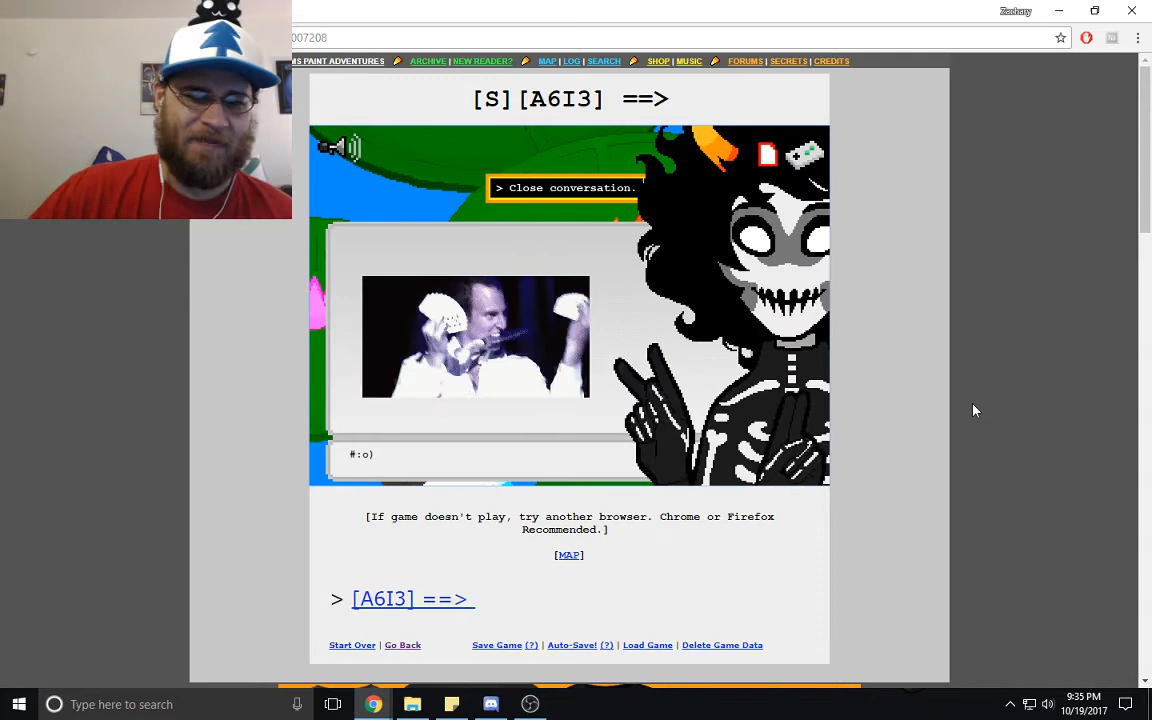 Zachary
007208
MS PAINT ADVENTURES ARCHIVE | NEW READER? MAP | LOG | SEARCH SHOP | MUSIC FORUMS | SECRETS | CREDITS
[S][A6I3] ==>
> Close conversation.
#:o)
[If game doesn't play, try another browser. Chrome or Firefox
Recommended.]
[MAP]
> [A6I3] ==>
Start Over | Go Back Save Game (?) | Auto-Save! (?) | Load Game | Delete Game Data
Type here to search
9:35 PM
10/19/2017